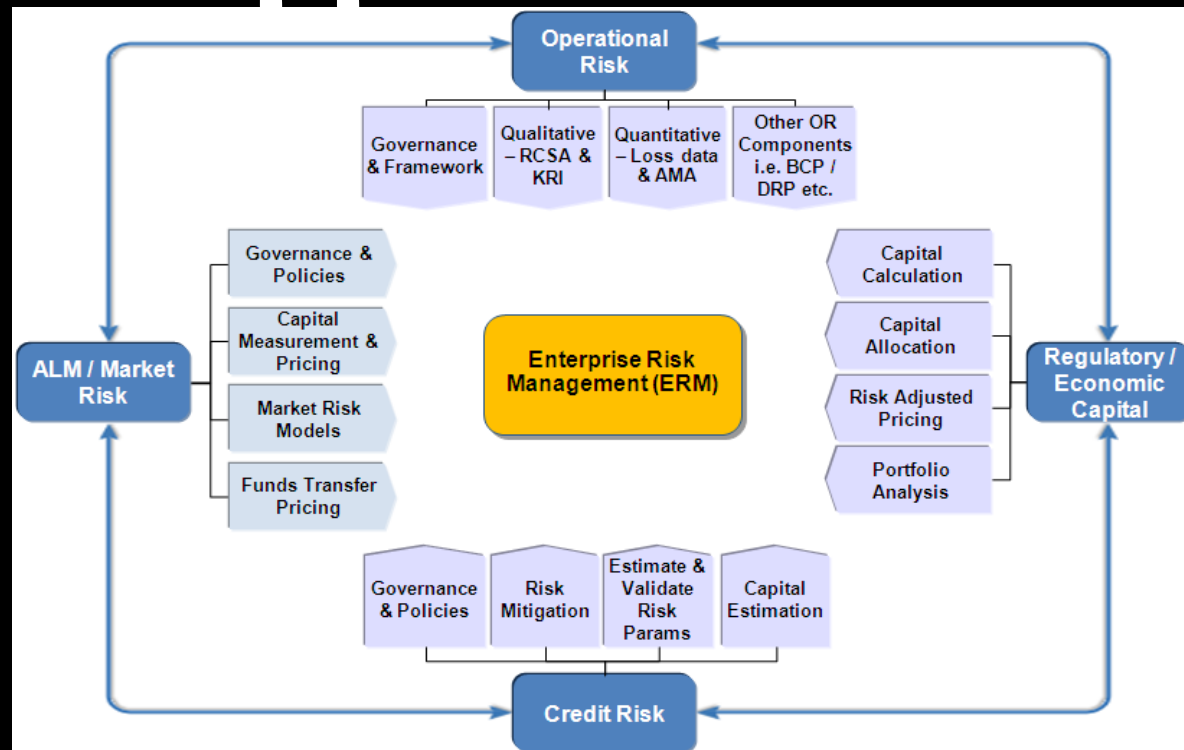 Operational
Risk
Governance
& Framework
Qualitative
– RCSA &
KRI
Quantitative
– Loss data
& AMA
Other OR
Components
i.e. BCP /
DRP etc.
ALM / Market
Risk
Governance &
Policies
Capital
Measurement &
Pricing
Market Risk
Models
Funds Transfer
Pricing
Enterprise Risk
Management (ERM)
Capital
Calculation
Capital
Allocation
Risk Adjusted
Pricing
Portfolio
Analysis
Regulatory /
Economic
Capital
Governance
& Policies
Risk
Mitigation
Estimate &
Validate
Risk
Params
Capital
Estimation
Credit Risk